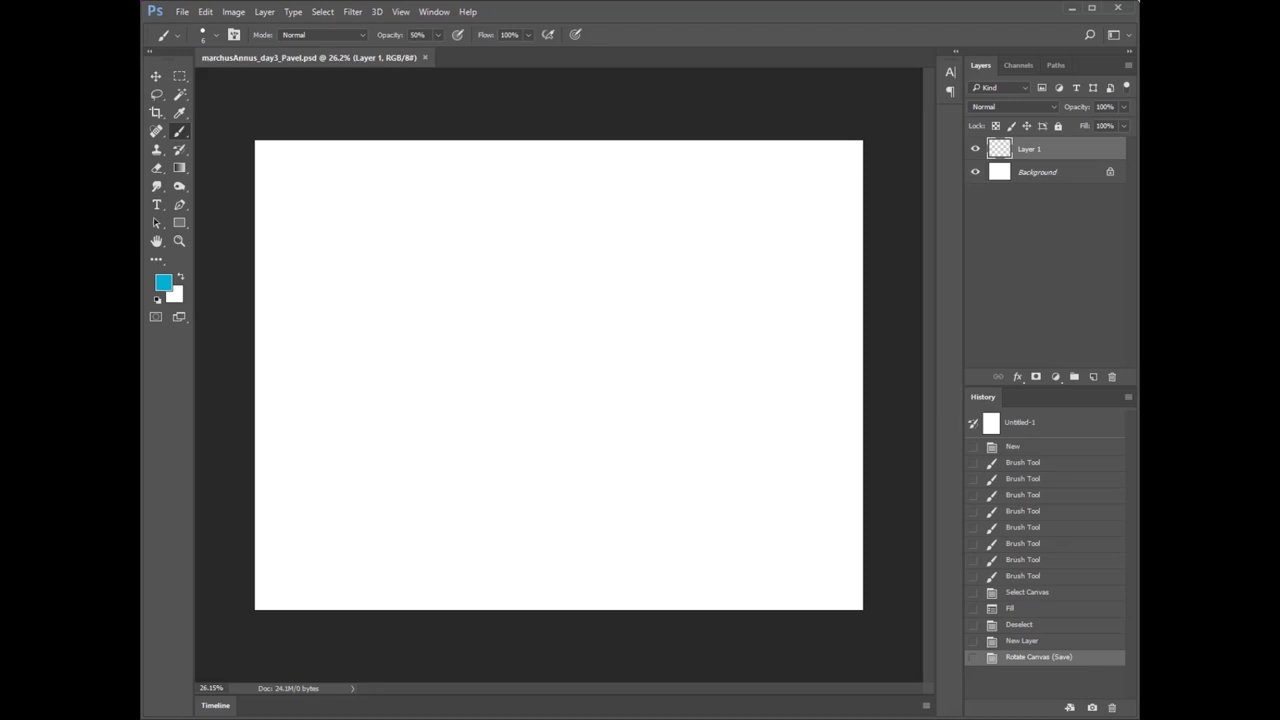 Ps File Edit Image Layer Type Select Filter 3D View Window Help
6 Mode: Normal Opacity: 50% Flow: 100%
marchusAnnus_day3_Pavel.psd @ 26.2% (Layer 1, RGB/8#) ×
Layers Channels Paths
Kind
Normal Opacity: 100%
Lock: Fill: 100%
Layer 1
Background
fx
History
Untitled-1
New
Brush Tool
Brush Tool
Brush Tool
Brush Tool
Brush Tool
Brush Tool
Brush Tool
Brush Tool
Select Canvas
Fill
Deselect
New Layer
Rotate Canvas (Save)
26.15% Doc: 24.1M/0 bytes
Timeline